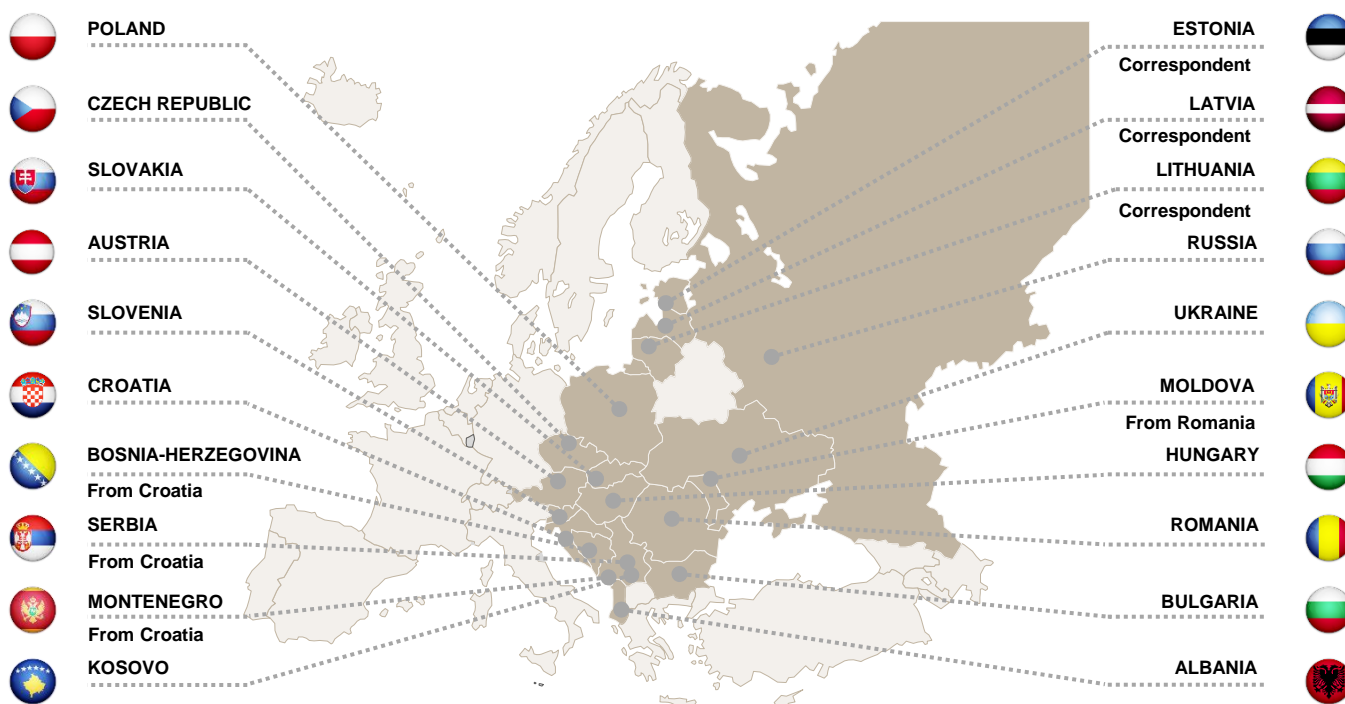 POLAND
CZECH REPUBLIC
SLOVAKIA
AUSTRIA
SLOVENIA
CROATIA
BOSNIA-HERZEGOVINA
From Croatia
SERBIA
From Croatia
MONTENEGRO
From Croatia
KOSOVO
ESTONIA
Correspondent
LATVIA
Correspondent
LITHUANIA
Correspondent
RUSSIA
UKRAINE
MOLDOVA
From Romania
HUNGARY
ROMANIA
BULGARIA
ALBANIA